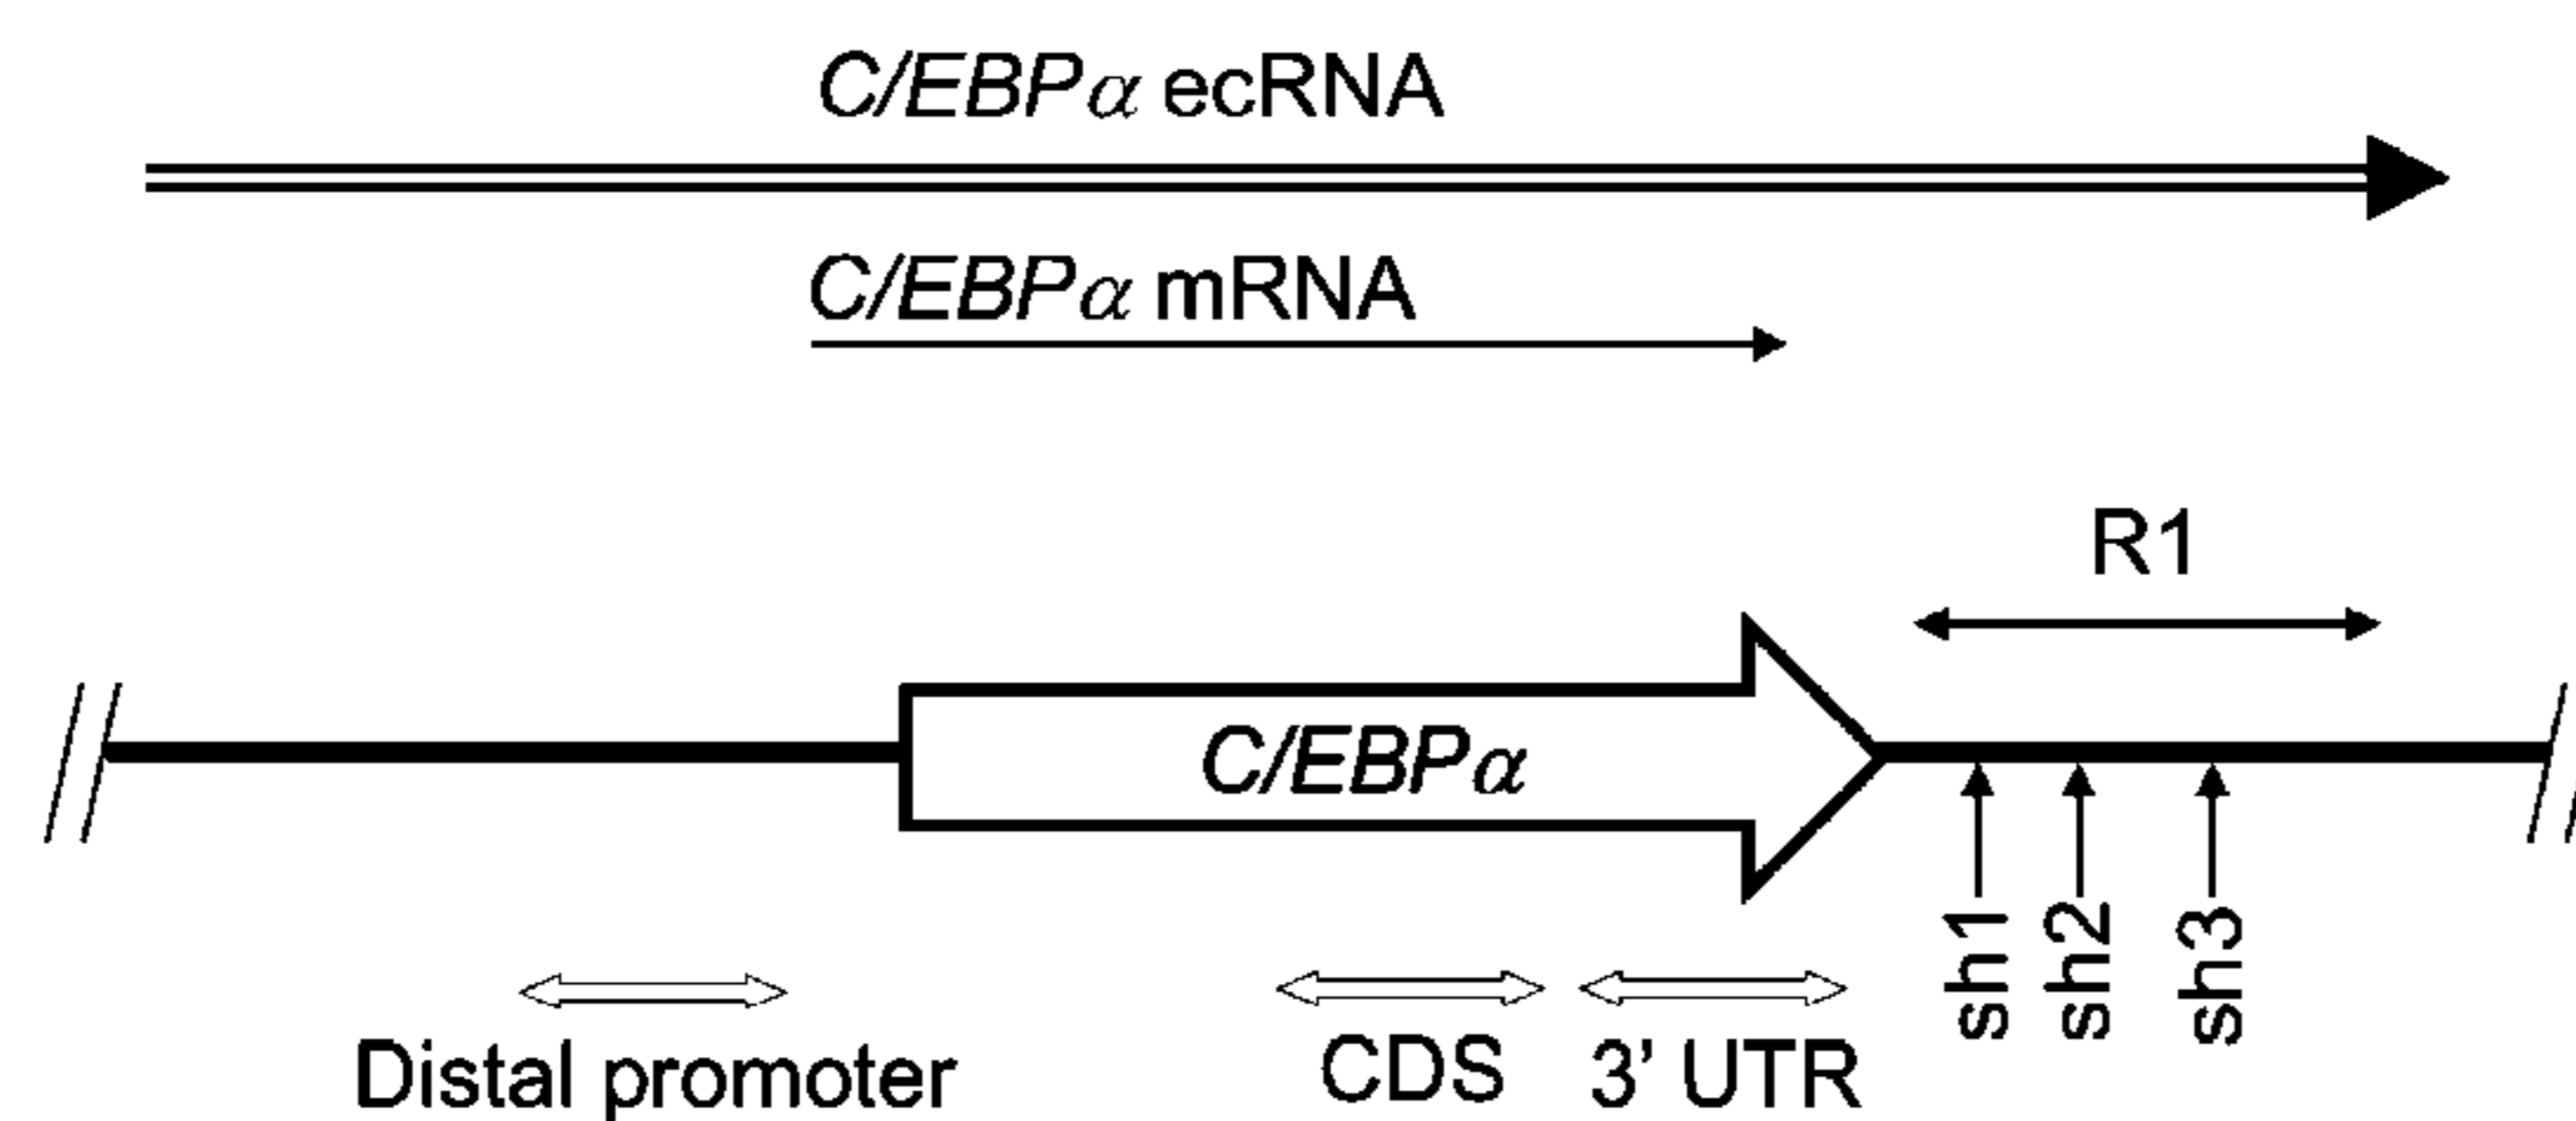 C/EBPα ecRNA
C/EBPα mRNA
R1
C/EBPα
sh1
sh2
sh3
Distal promoter
CDS
3’ UTR